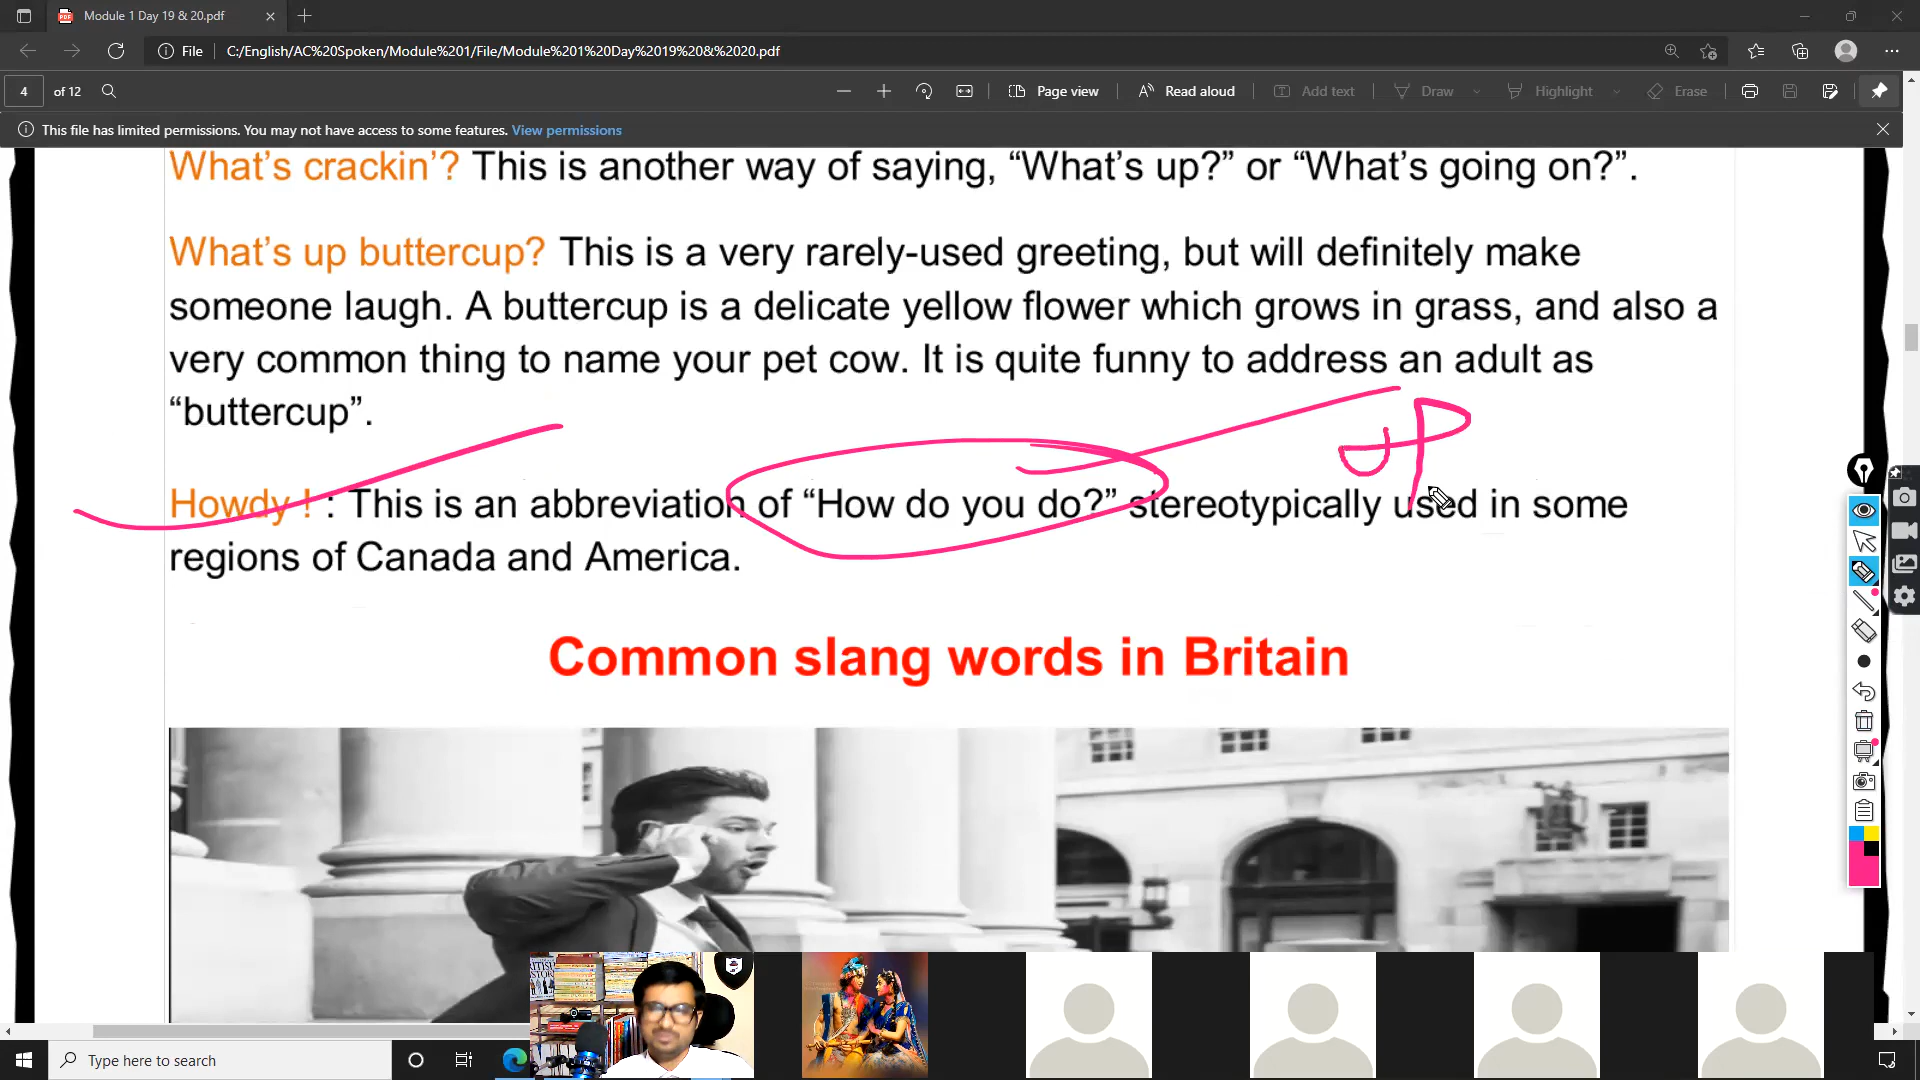 Module 1 Day 19 & 20.pdf
File
C:/English/AC%20Spoken/Module%201/File/Module%201%20Day%2019%20&%2020.pdf
4 of 12
Page view
Read aloud
Add text
Draw
Highlight
Erase
This file has limited permissions. You may not have access to some features. View permissions
What’s crackin’? This is another way of saying, “What’s up?” or “What’s going on?”.
What’s up buttercup? This is a very rarely-used greeting, but will definitely make
someone laugh. A buttercup is a delicate yellow flower which grows in grass, and also a
very common thing to name your pet cow. It is quite funny to address an adult as
“buttercup”.
Howdy ! : This is an abbreviation of “How do you do?” stereotypically used in some
regions of Canada and America.
Common slang words in Britain
Type here to search